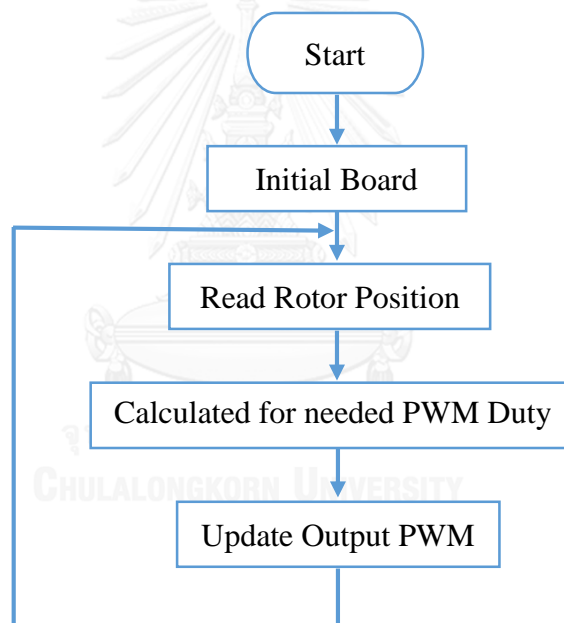 Start
Initial Board
Read Rotor Position
Calculated for needed PWM Duty
CHULALONGKORN UNIVERSITY
Update Output PWM